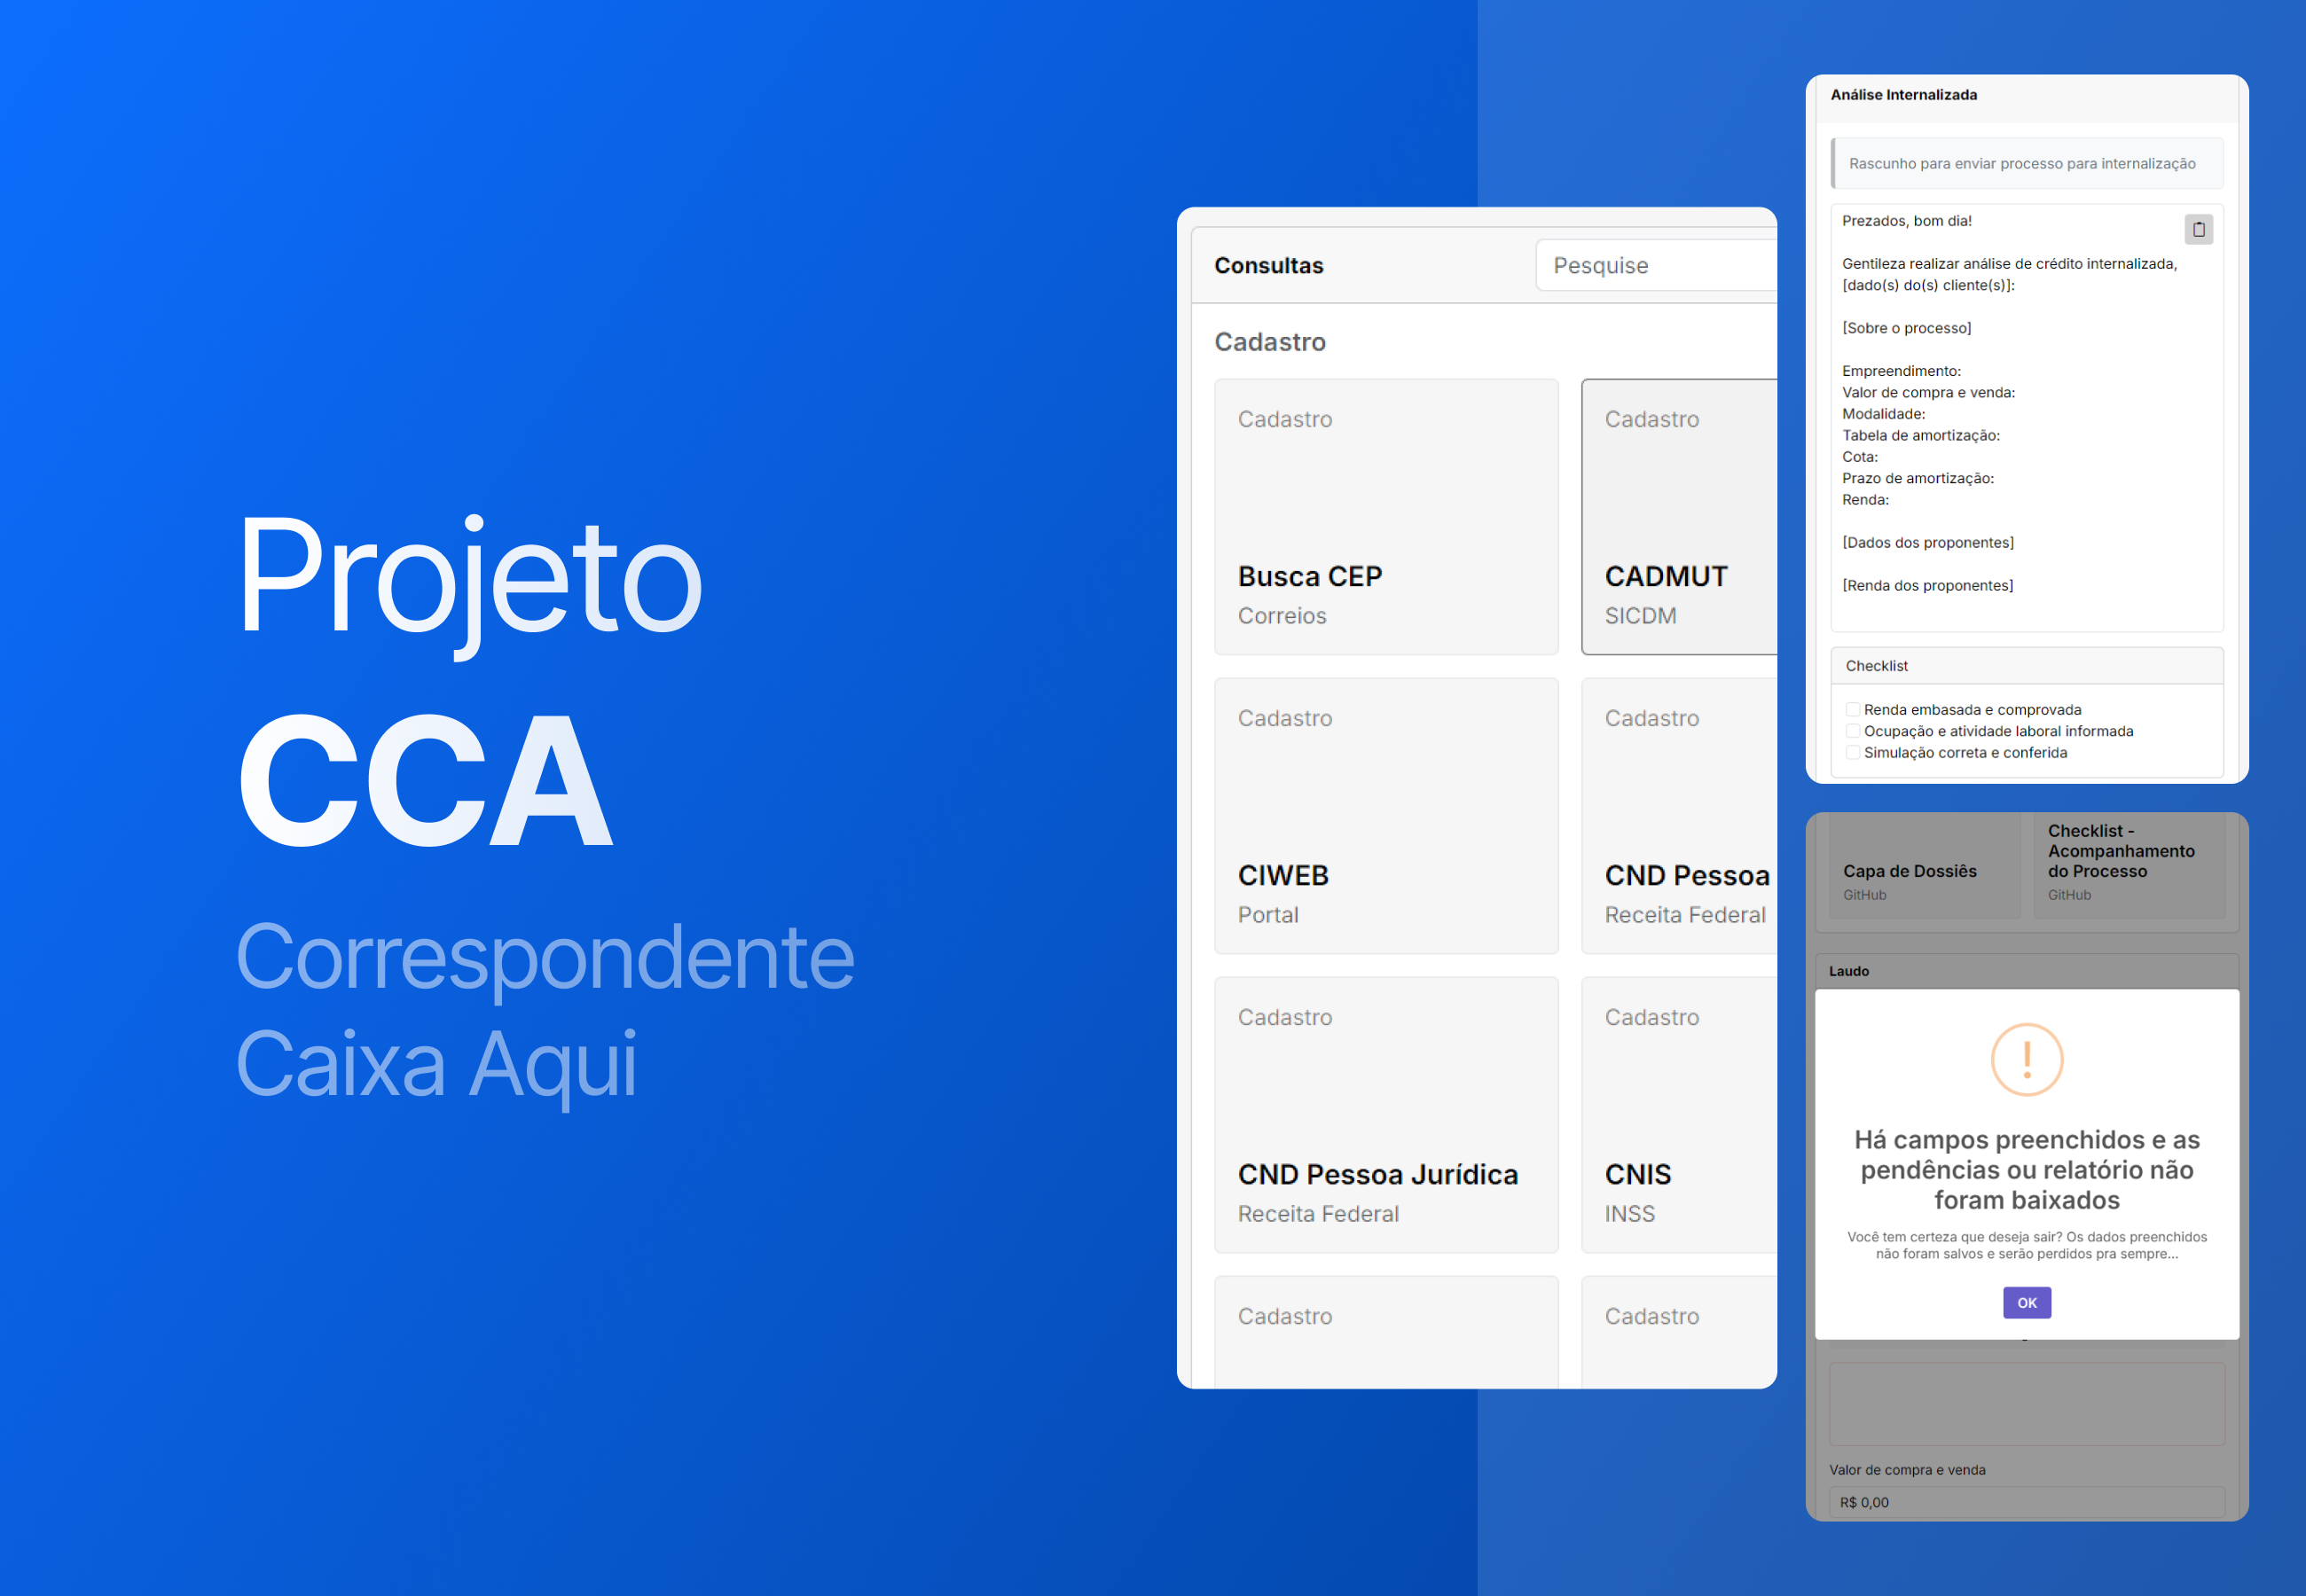 Projeto
CCA
Correspondente
Caixa Aqui
Consultas
Pesquise
Cadastro
Cadastro
Busca CEP
Correios
Cadastro
CADMUT
SICDM
Cadastro
CIWEB
Portal
Cadastro
CND Pessoa
Receita Federal
Cadastro
CND Pessoa Jurídica
Receita Federal
Cadastro
CNIS
INSS
Cadastro
Cadastro
Análise Internalizada
Rascunho para enviar processo para internalização
Prezados, bom dia!
Gentileza realizar análise de crédito internalizada,
[dado(s) do(s) cliente(s)]:
[Sobre o processo]
Empreendimento:
Valor de compra e venda:
Modalidade:
Tabela de amortização:
Cota:
Prazo de amortização:
Renda:
[Dados dos proponentes]
[Renda dos proponentes]
Checklist
Renda embasada e comprovada
Ocupação e atividade laboral informada
Simulação correta e conferida
Capa de Dossiês
GitHub
Checklist -
Acompanhamento
do Processo
GitHub
Laudo
Há campos preenchidos e as
pendências ou relatório não
foram baixados
Você tem certeza que deseja sair? Os dados preenchidos
não foram salvos e serão perdidos pra sempre...
OK
Valor de compra e venda
R$ 0,00